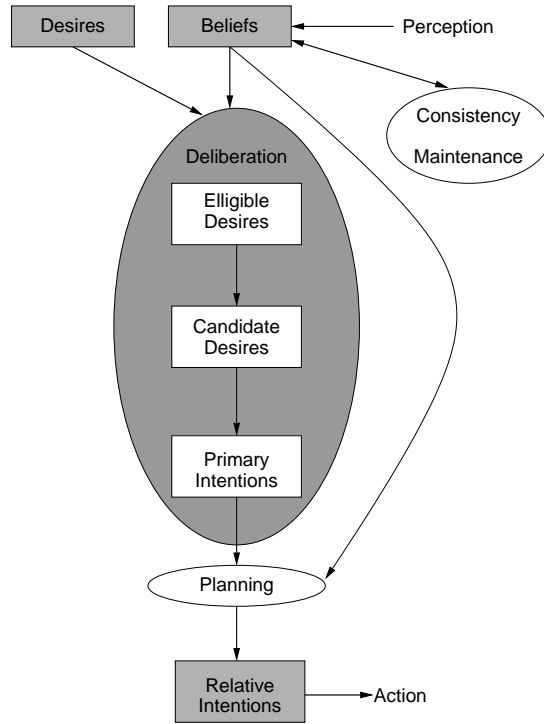 Desires
Beliefs
Perception
Consistency
Maintenance
Deliberation
Elligible
Desires
Candidate
Desires
Primary
Intentions
Planning
Relative
Intentions
Action